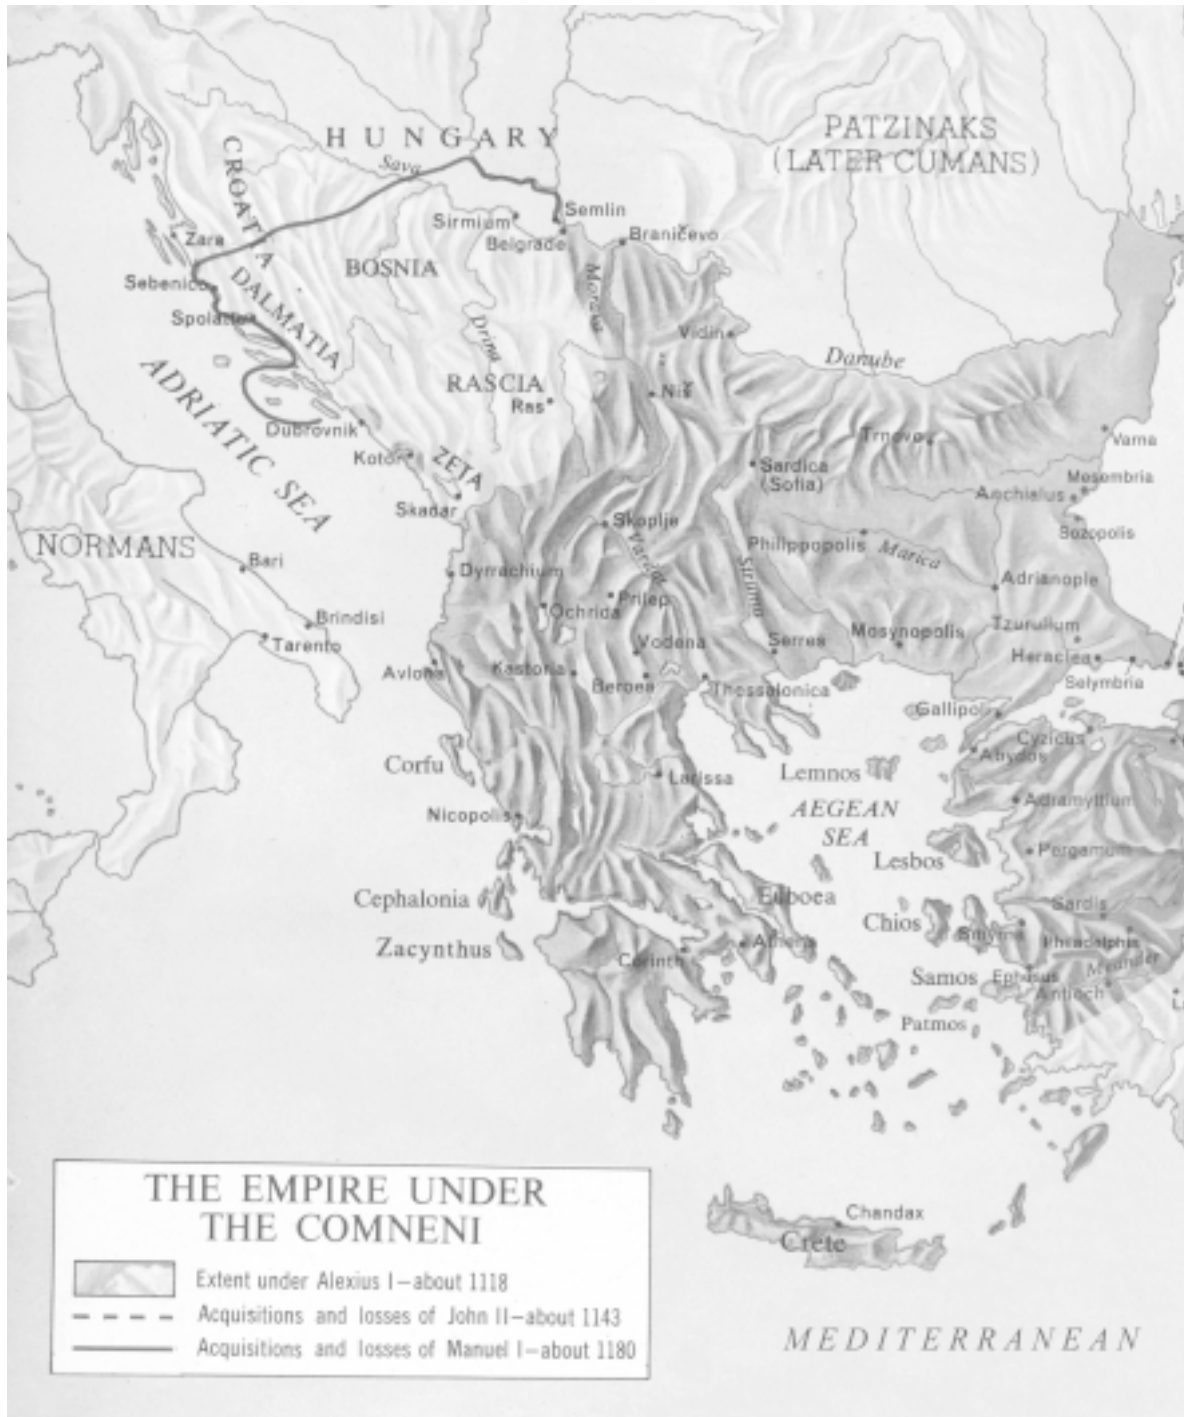 HUNGARY
PATZINAKS
(LATER CUMANS)
CROATIA
Sava
Sirmium
Semlin
Belgrade
Braničevo
Zara
BOSNIA
Morava
Sebenico
DALMATIA
Spolatto
Drina
Vidin
Danube
ADRIATIC SEA
RASCIA
Ras
Niš
Dubrovnik
Trnovo
Varna
Kotor
ZETA
Sardica
(Sofia)
Mesembria
Anchialus
Skadar
Sozopolis
NORMANS
Skoplje
Philippopolis
Marica
Bari
Dyrrachium
Vardar
Struma
Adrianople
Ochrida
Prilep
Brindisi
Tarento
Vodena
Serres
Mosynopolis
Tzurullum
Heraclea
Avlona
Kastoria
Beroea
Thessalonica
Selymbria
Gallipoli
Cyzicus
Abydos
Corfu
Larissa
Lemnos
Adramyttium
Nicopolis
AEGEAN
SEA
Lesbos
Pergamum
Cephalonia
Euboea
Chios
Sardis
Smyrna
Philadelphia
Zacynthus
Corinth
Athens
Samos
Ephesus
Meander
Antioch
Patmos
Chandax
Crete
MEDITERRANEAN
THE EMPIRE UNDER
THE COMNENI
Extent under Alexius I–about 1118
Acquisitions and losses of John II–about 1143
Acquisitions and losses of Manuel I–about 1180